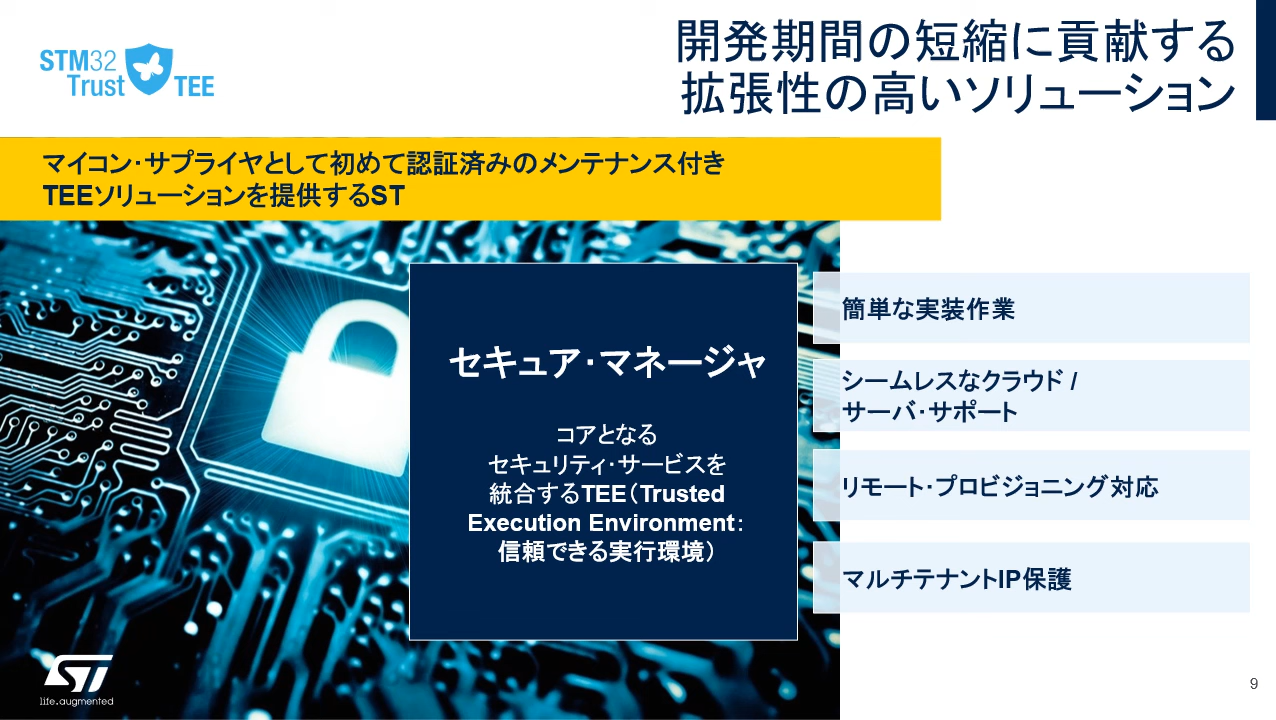 STM32
Trust
TEE
開発期間の短縮に貢献する
拡張性の高いソリューション
マイコン・サプライヤとして初めて認証済みのメンテナンス付き
TEEソリューションを提供するST
セキュア・マネージャ
コアとなる
セキュリティ・サービスを
統合するTEE（Trusted
Execution Environment：
信頼できる実行環境）
簡単な実装作業
シームレスなクラウド /
サーバ・サポート
リモート・プロビジョニング対応
マルチテナントIP保護
ST
life.augmented
9